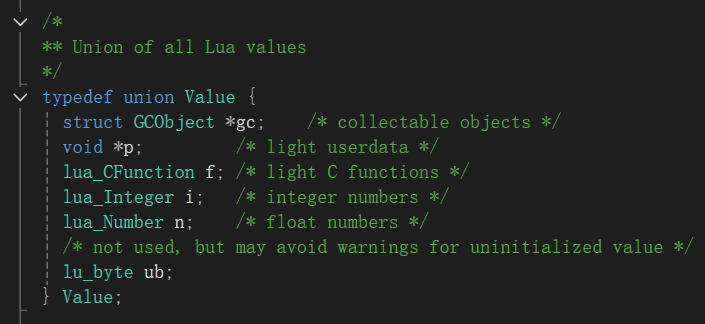 /*
** Union of all Lua values
*/
typedef union Value {
struct GCObject *gc;    /* collectable objects */
void *p;         /* light userdata */
lua_CFunction f; /* light C functions */
lua_Integer i;   /* integer numbers */
lua_Number n;    /* float numbers */
/* not used, but may avoid warnings for uninitialized value */
lu_byte ub;
} Value;